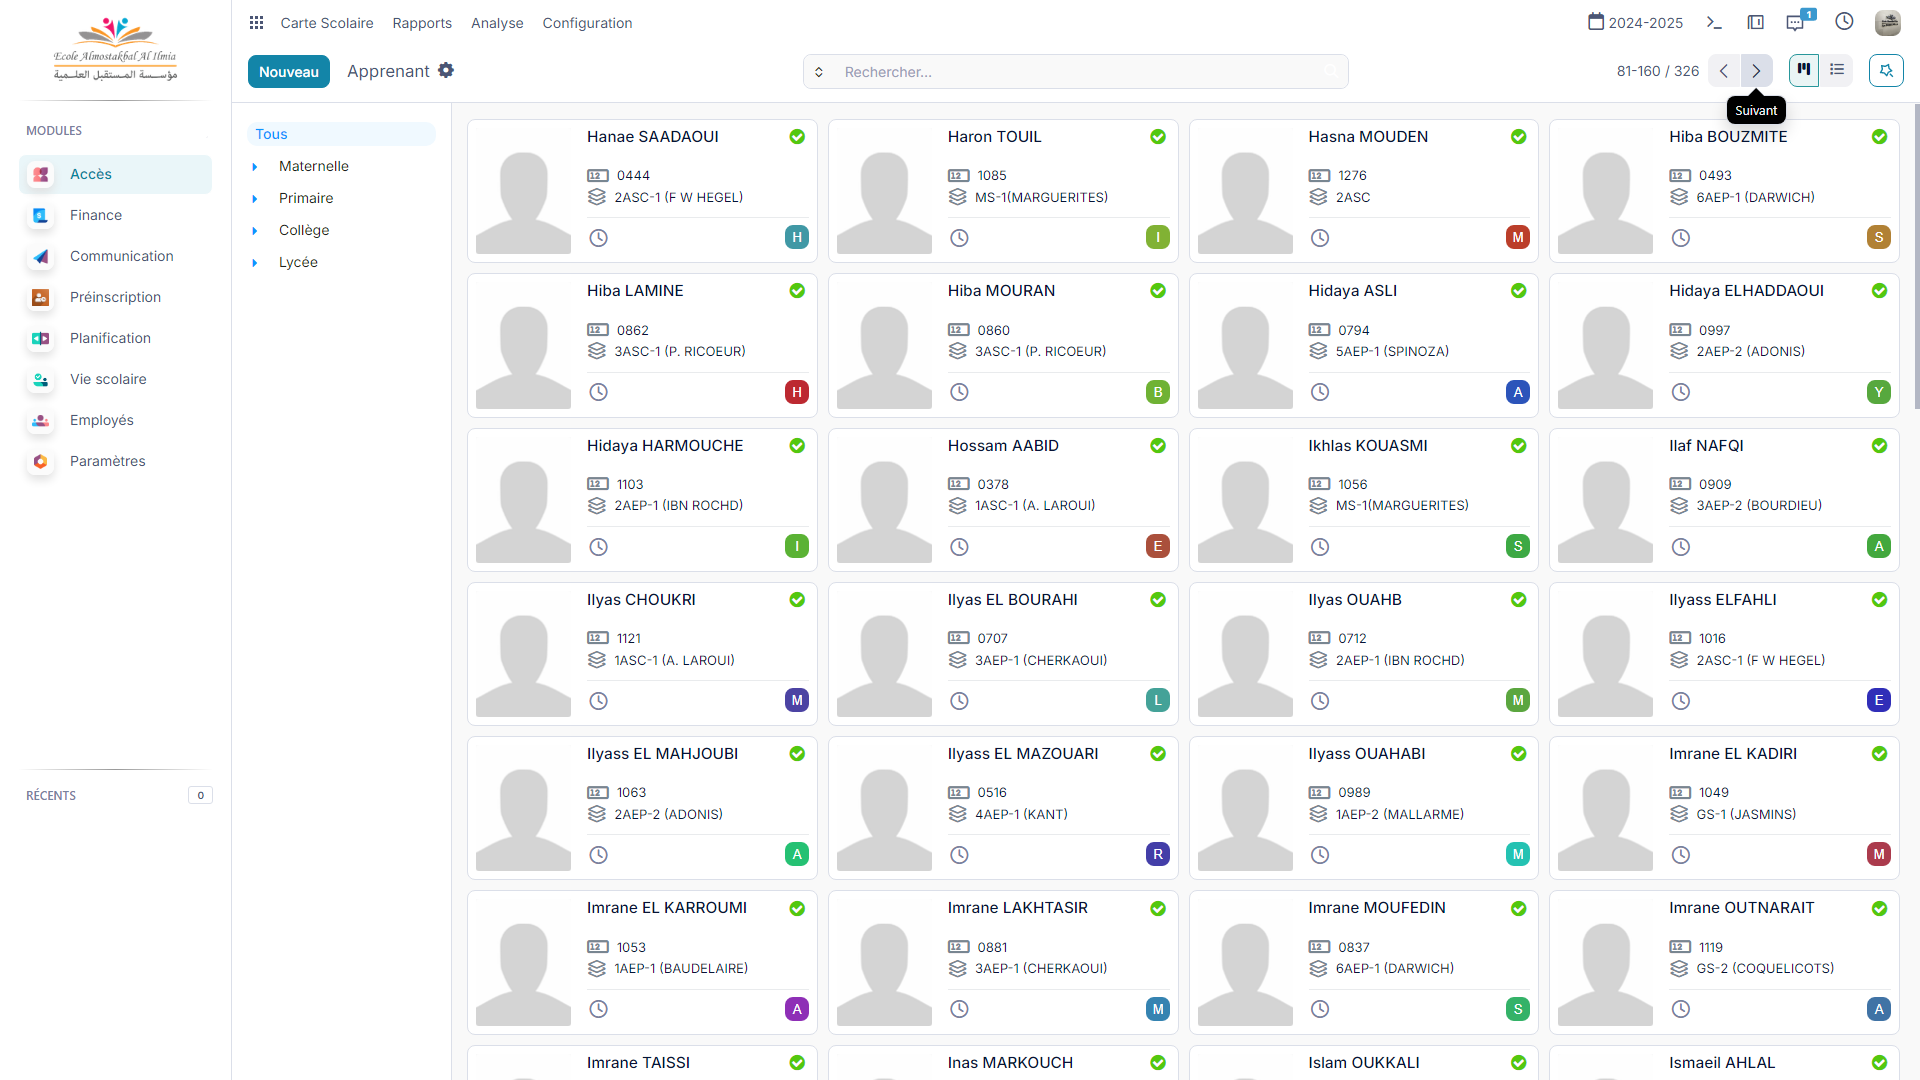 Ecole Almostakbal Al Ilmia
مؤسسة المستقبل العلمية
MODULES
Accès
Finance
Communication
Préinscription
Planification
Vie scolaire
Employés
Paramètres
RÉCENTS 0
Carte Scolaire Rapports Analyse Configuration
2024-2025 1
Nouveau Apprenant Rechercher... 81-160 / 326
Suivant
Tous
Maternelle
Primaire
Collège
Lycée
Hanae SAADAOUI
0444
2ASC-1 (F W HEGEL)
H
Haron TOUIL
1085
MS-1(MARGUERITES)
I
Hasna MOUDEN
1276
2ASC
M
Hiba BOUZMITE
0493
6AEP-1 (DARWICH)
S
Hiba LAMINE
0862
3ASC-1 (P. RICOEUR)
H
Hiba MOURAN
0860
3ASC-1 (P. RICOEUR)
B
Hidaya ASLI
0794
5AEP-1 (SPINOZA)
A
Hidaya ELHADDAOUI
0997
2AEP-2 (ADONIS)
Y
Hidaya HARMOUCHE
1103
2AEP-1 (IBN ROCHD)
I
Hossam AABID
0378
1ASC-1 (A. LAROUI)
E
Ikhlas KOUASMI
1056
MS-1(MARGUERITES)
S
Ilaf NAFQI
0909
3AEP-2 (BOURDIEU)
A
Ilyas CHOUKRI
1121
1ASC-1 (A. LAROUI)
M
Ilyas EL BOURAHI
0707
3AEP-1 (CHERKAOUI)
L
Ilyas OUAHB
0712
2AEP-1 (IBN ROCHD)
M
Ilyass ELFAHLI
1016
2ASC-1 (F W HEGEL)
E
Ilyass EL MAHJOUBI
1063
2AEP-2 (ADONIS)
A
Ilyass EL MAZOUARI
0516
4AEP-1 (KANT)
R
Ilyass OUAHABI
0989
1AEP-2 (MALLARME)
M
Imrane EL KADIRI
1049
GS-1 (JASMINS)
M
Imrane EL KARROUMI
1053
1AEP-1 (BAUDELAIRE)
A
Imrane LAKHTASIR
0881
3AEP-1 (CHERKAOUI)
M
Imrane MOUFEDIN
0837
6AEP-1 (DARWICH)
S
Imrane OUTNARAIT
1119
GS-2 (COQUELICOTS)
A
Imrane TAISSI
Inas MARKOUCH
Islam OUKKALI
Ismaeil AHLAL